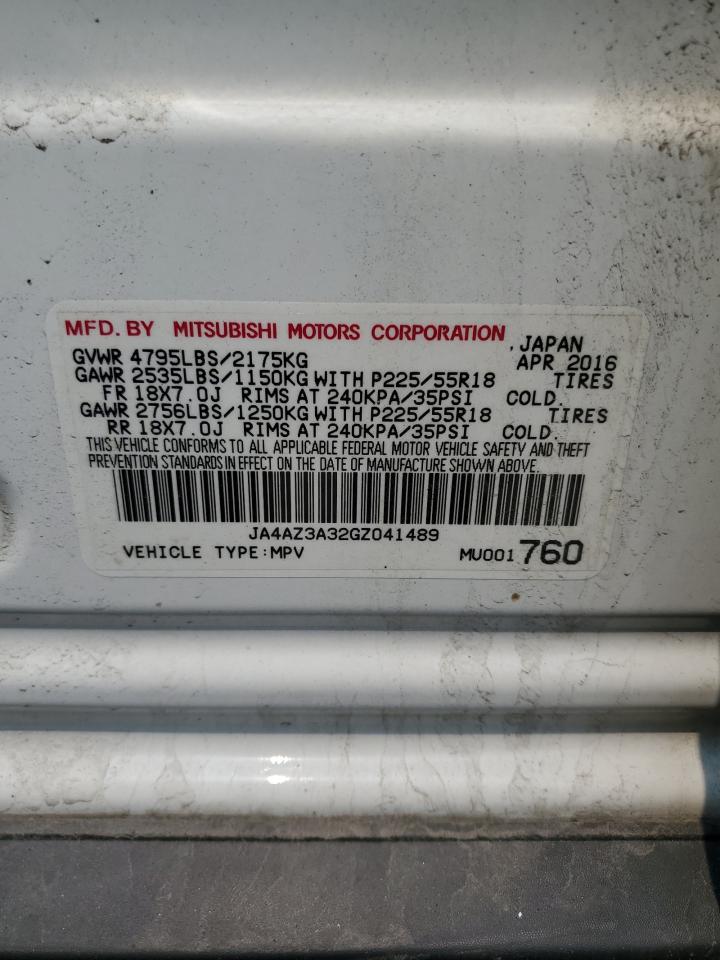 MFD. BY MITSUBISHI MOTORS CORPORATION , JAPAN
GVWR 4795LBS/2175KG APR 2016
GAWR 2535LBS/1150KG WITH P225/55R18 TIRES
FR 18X7.0J RIMS AT 240KPA/35PSI COLD.
GAWR 2756LBS/1250KG WITH P225/55R18 TIRES
RR 18X7.0J RIMS AT 240KPA/35PSI COLD.
THIS VEHICLE CONFORMS TO ALL APPLICABLE FEDERAL MOTOR VEHICLE SAFETY AND THEFT
PREVENTION STANDARDS IN EFFECT ON THE DATE OF MANUFACTURE SHOWN ABOVE.
JA4AZ3A32GZ041489
VEHICLE TYPE:MPV MU001 760